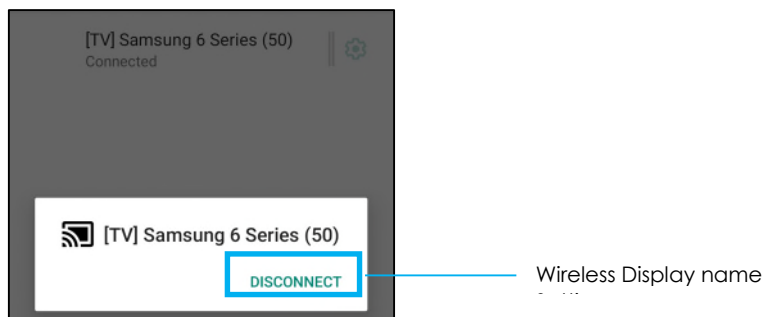 [TV] Samsung 6 Series (50)
Connected
[TV] Samsung 6 Series (50)
DISCONNECT
Wireless Display name